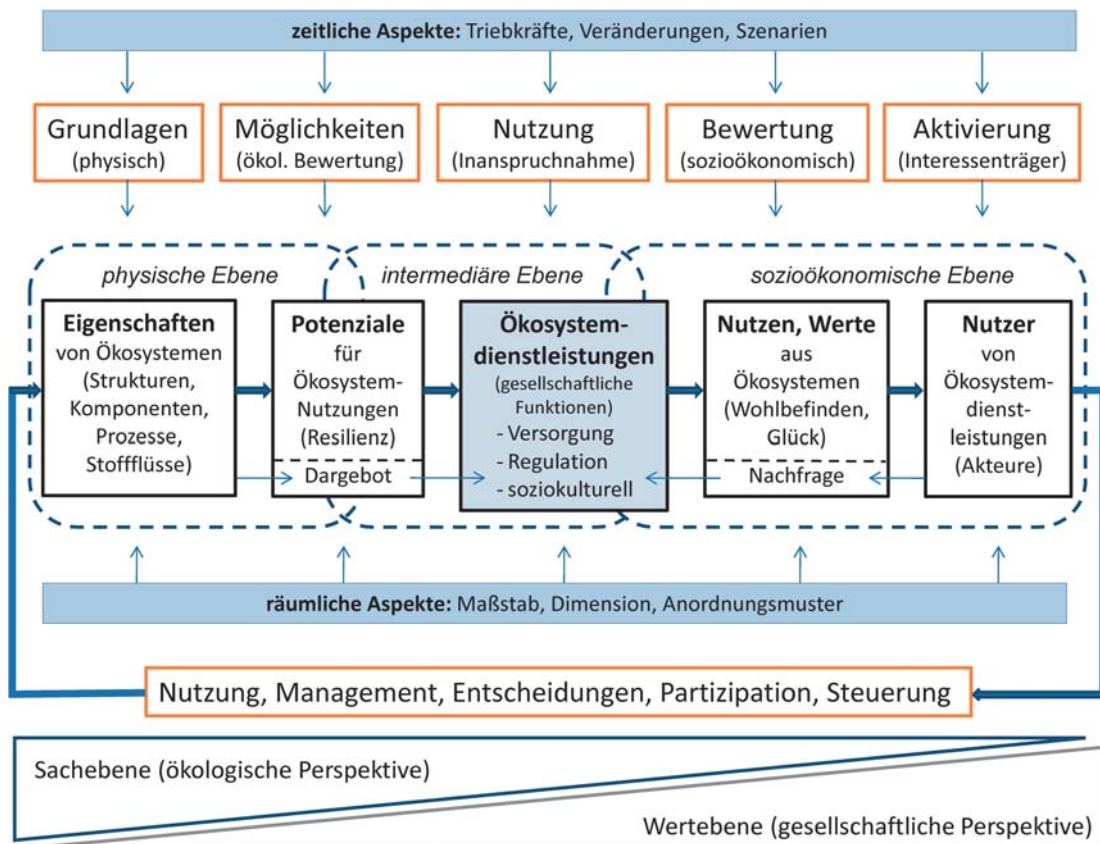 zeitliche Aspekte: Triebkräfte, Veränderungen, Szenarien
Grundlagen
(physisch)
Möglichkeiten
(ökol. Bewertung)
Nutzung
(Inanspruchnahme)
Bewertung
(sozioökonomisch)
Aktivierung
(Interessenträger)
physische Ebene
intermediäre Ebene
sozioökonomische Ebene
Eigenschaften
von Ökosystemen
(Strukturen,
Komponenten,
Prozesse,
Stoffflüsse)
Potenziale
für
Ökosystem-
Nutzungen
(Resilienz)
Dargebot
Ökosystem-
dienstleistungen
(gesellschaftliche
Funktionen)
- Versorgung
- Regulation
- soziokulturell
Nutzen, Werte
aus
Ökosystemen
(Wohlbefinden,
Glück)
Nachfrage
Nutzer
von
Ökosystem-
dienst-
leistungen
(Akteure)
räumliche Aspekte: Maßstab, Dimension, Anordnungsmuster
Nutzung, Management, Entscheidungen, Partizipation, Steuerung
Sachebene (ökologische Perspektive)
Wertebene (gesellschaftliche Perspektive)